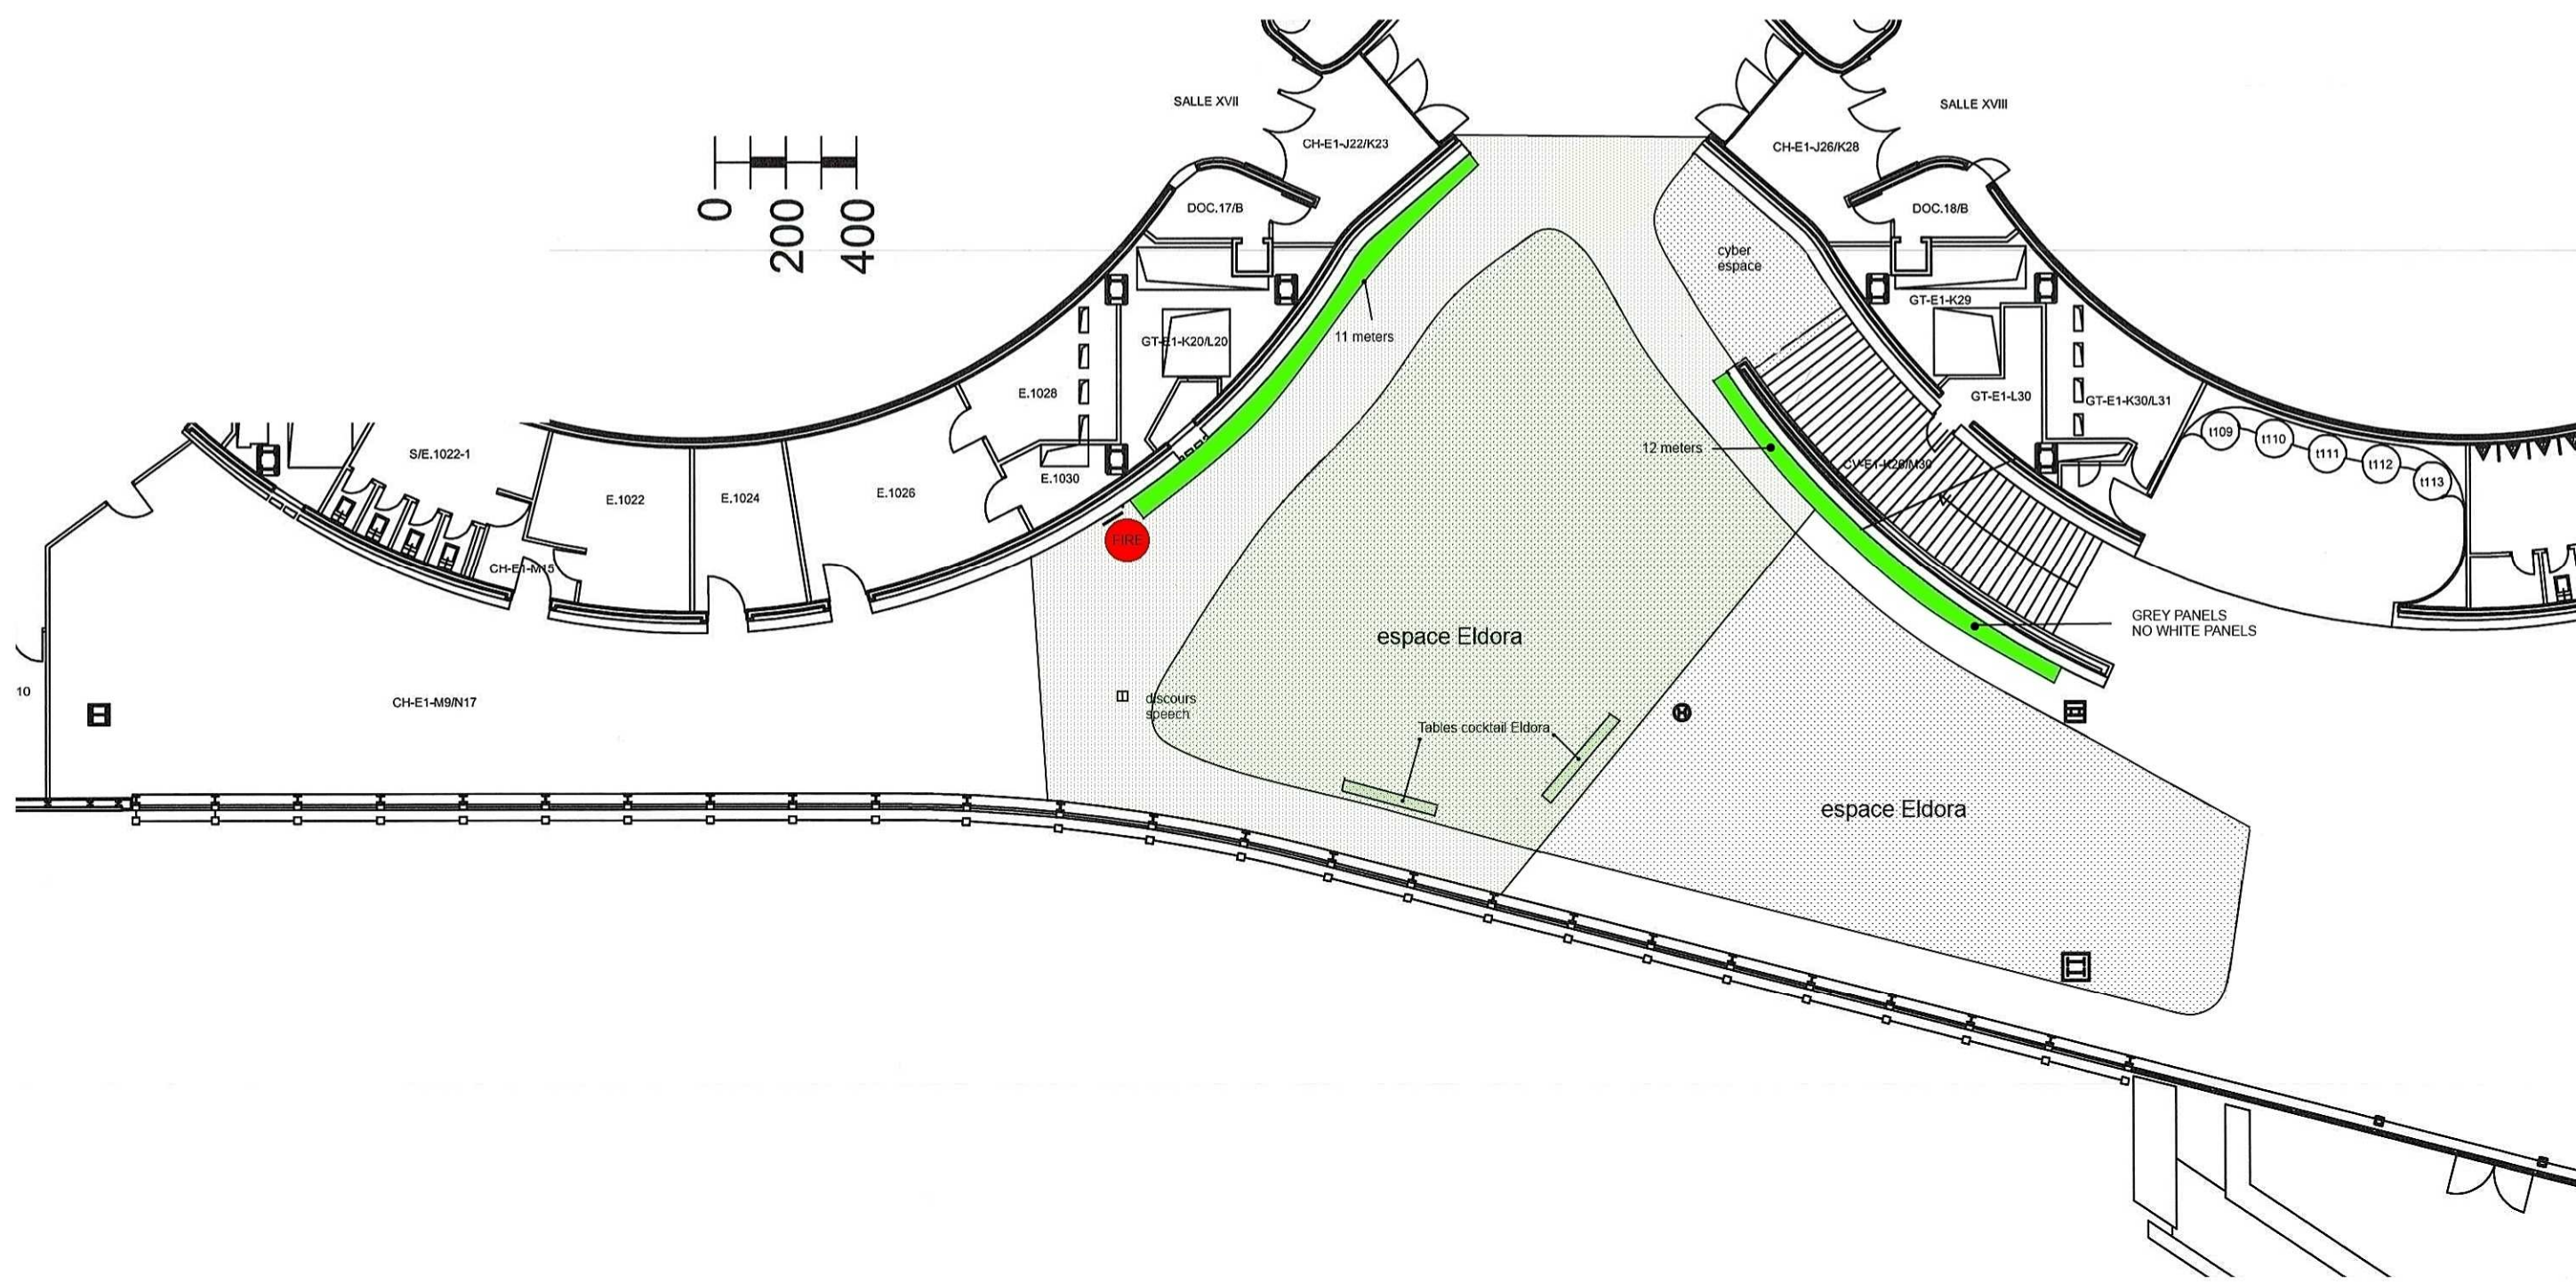 SALLE XVII
SALLE XVIII
CH-E1-J22/K23
CH-E1-J26/K28
0
200
400
DOC.17/B
DOC.18/B
cyber
espace
GT-E1-K29
11 meters
GT-E1-K20/L20
E.1028
GT-E1-L30
GT-E1-K30/L31
t109
t110
t111
t112
t113
12 meters
S/E.1022-1
E.1022
E.1024
E.1026
E.1030
FIRE
CH-E1-M15
GREY PANELS
NO WHITE PANELS
espace Eldora
10
CH-E1-M9/N17
discours
speech
Tables cocktail Eldora
espace Eldora